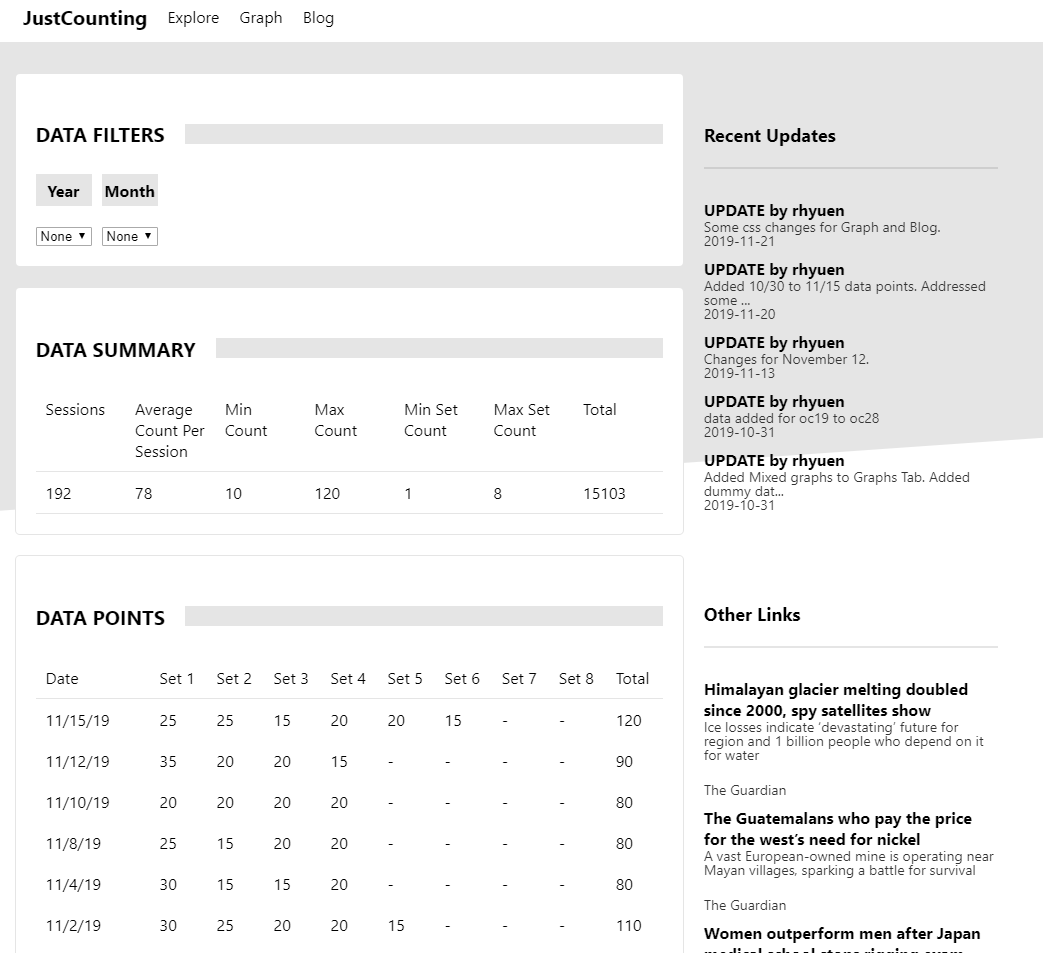 JustCounting Explore Graph Blog
DATA FILTERS
Year Month
None None
DATA SUMMARY
Sessions Average Count Per Session Min Count Max Count Min Set Count Max Set Count Total
192 78 10 120 1 8 15103
DATA POINTS
Date Set 1 Set 2 Set 3 Set 4 Set 5 Set 6 Set 7 Set 8 Total
11/15/19 25 25 15 20 20 15 - - 120
11/12/19 35 20 20 15 - - - - 90
11/10/19 20 20 20 20 - - - - 80
11/8/19 25 15 20 20 - - - - 80
11/4/19 30 15 15 20 - - - - 80
11/2/19 30 25 20 20 15 - - - 110
Recent Updates
UPDATE by rhyuen
Some css changes for Graph and Blog.
2019-11-21
UPDATE by rhyuen
Added 10/30 to 11/15 data points. Addressed
some ...
2019-11-20
UPDATE by rhyuen
Changes for November 12.
2019-11-13
UPDATE by rhyuen
data added for oc19 to oc28
2019-10-31
UPDATE by rhyuen
Added Mixed graphs to Graphs Tab. Added
dummy dat...
2019-10-31
Other Links
Himalayan glacier melting doubled
since 2000, spy satellites show
Ice losses indicate ‘devastating’ future for
region and 1 billion people who depend on it
for water
The Guardian
The Guatemalans who pay the price
for the west’s need for nickel
A vast European-owned mine is operating near
Mayan villages, sparking a battle for survival
The Guardian
Women outperform men after Japan